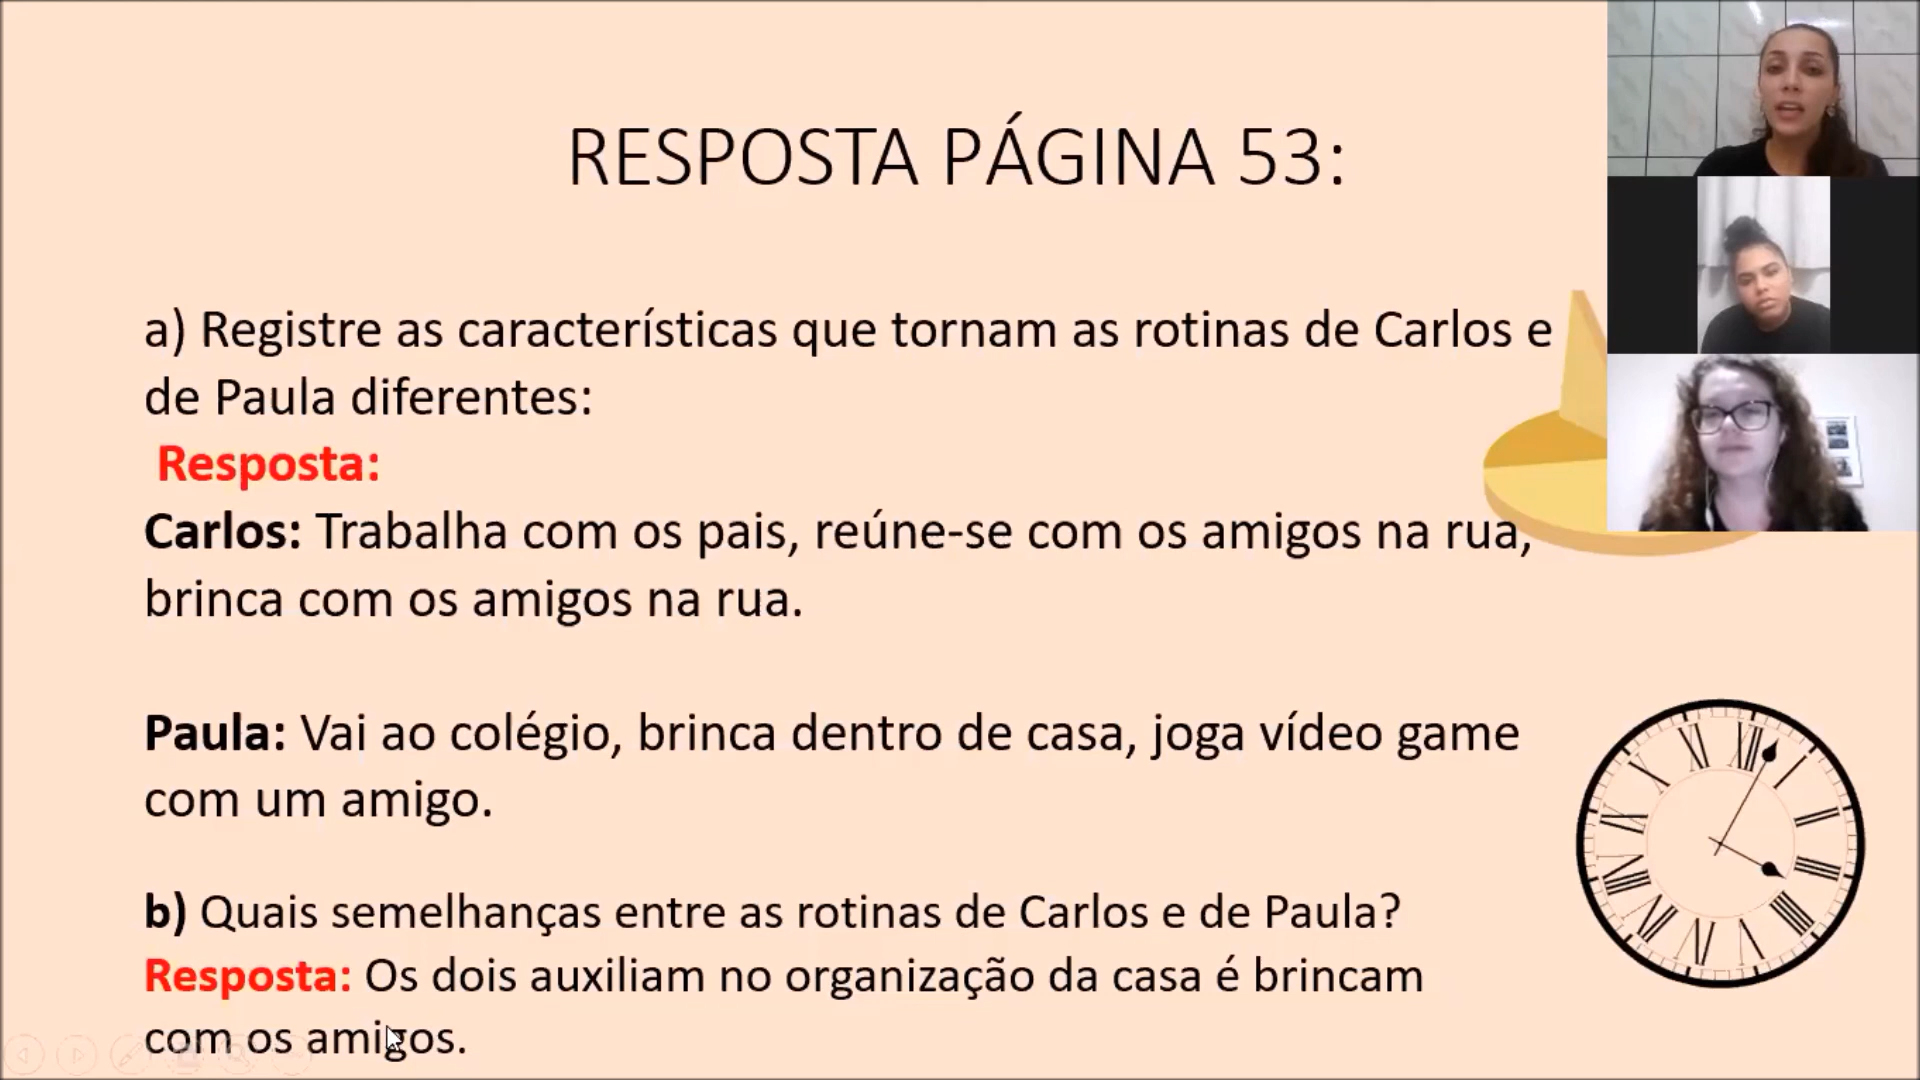 RESPOSTA PÁGINA 53:
a) Registre as características que tornam as rotinas de Carlos e
de Paula diferentes:
Resposta:
Carlos: Trabalha com os pais, reúne-se com os amigos na rua,
brinca com os amigos na rua.
Paula: Vai ao colégio, brinca dentro de casa, joga vídeo game
com um amigo.
b) Quais semelhanças entre as rotinas de Carlos e de Paula?
Resposta: Os dois auxiliam no organização da casa é brincam
com os amigos.